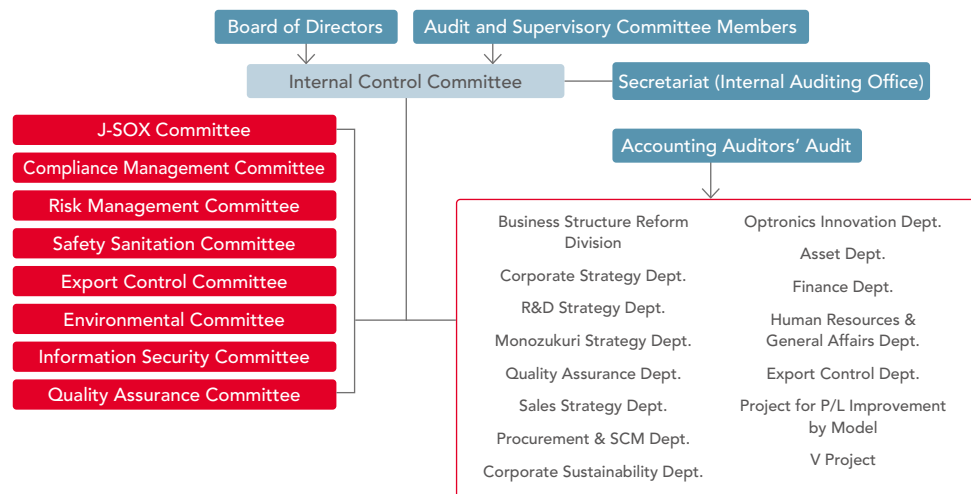 Board of Directors
Audit and Supervisory Committee Members
Internal Control Committee
Secretariat (Internal Auditing Office)
J-SOX Committee
Compliance Management Committee
Risk Management Committee
Safety Sanitation Committee
Export Control Committee
Environmental Committee
Information Security Committee
Quality Assurance Committee
Accounting Auditors’ Audit
Business Structure Reform
Division
Corporate Strategy Dept.
R&D Strategy Dept.
Monozukuri Strategy Dept.
Quality Assurance Dept.
Sales Strategy Dept.
Procurement & SCM Dept.
Corporate Sustainability Dept.
Optronics Innovation Dept.
Asset Dept.
Finance Dept.
Human Resources &
General Affairs Dept.
Export Control Dept.
Project for P/L Improvement
by Model
V Project